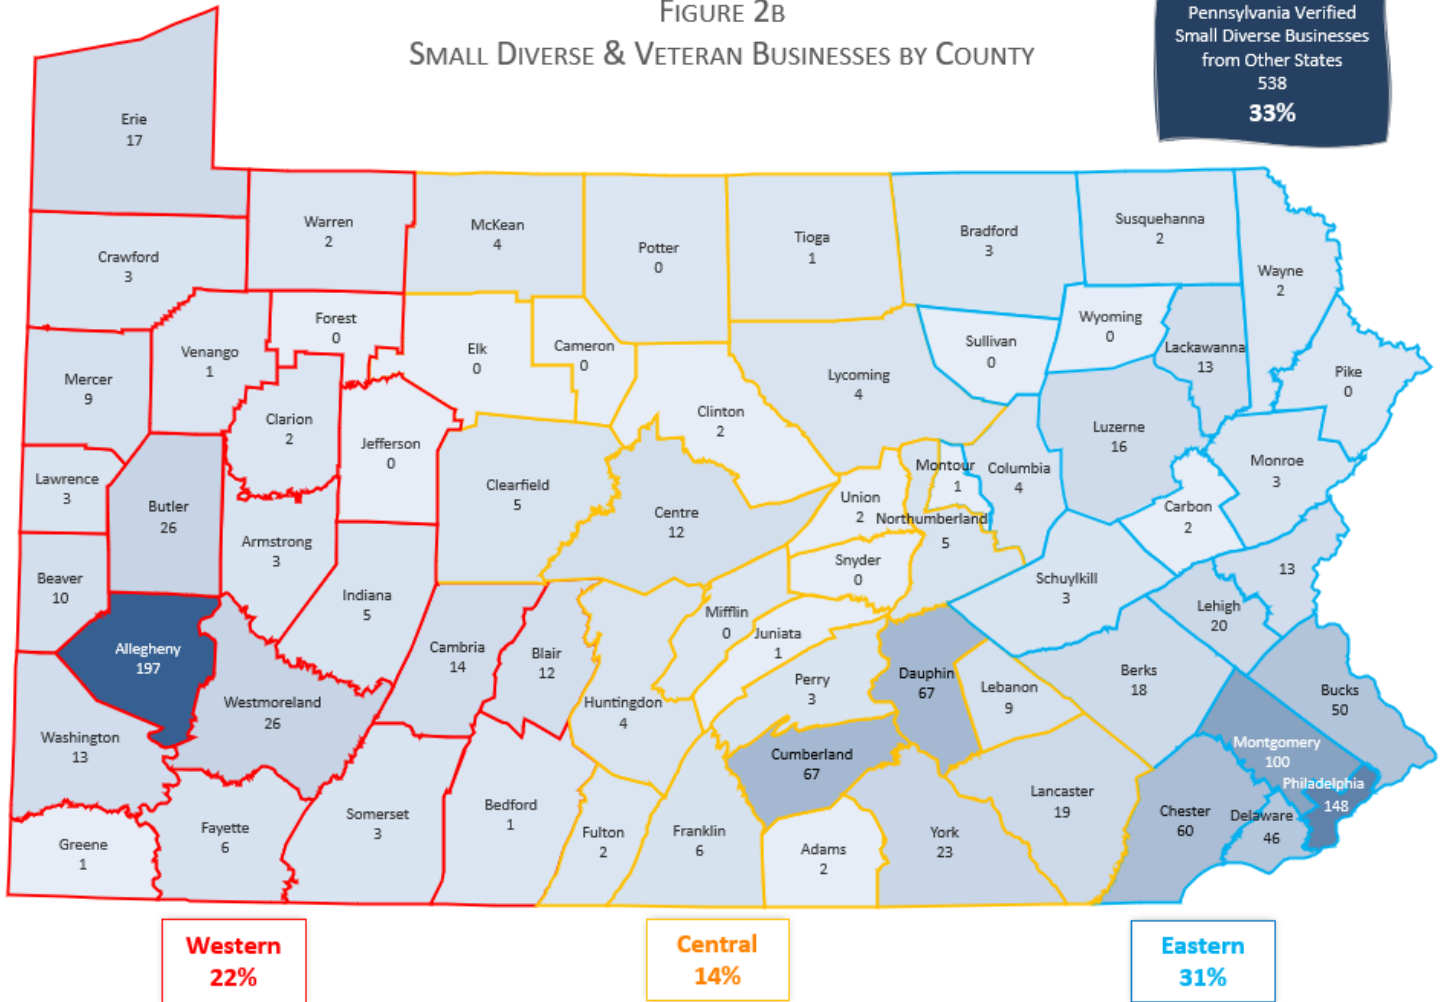 FIGURE 2B
SMALL DIVERSE & VETERAN BUSINESSES BY COUNTY
Pennsylvania Verified
Small Diverse Businesses
from Other States
538
33%
Erie
17
Warren
2
McKean
4
Potter
0
Tioga
1
Bradford
3
Susquehanna
2
Wayne
2
Crawford
3
Forest
0
Venango
1
Elk
0
Cameron
0
Sullivan
0
Wyoming
0
Lackawanna
13
Pike
0
Mercer
9
Clarion
2
Jefferson
0
Clinton
2
Lycoming
4
Luzerne
16
Monroe
3
Lawrence
3
Butler
26
Armstrong
3
Clearfield
5
Centre
12
Union
2
Montour
1
Columbia
4
Northumberland
5
Carbon
2
Snyder
0
Beaver
10
Indiana
5
Schuylkill
3
13
Lehigh
20
Allegheny
197
Cambria
14
Blair
12
Mifflin
0
Juniata
1
Perry
3
Dauphin
67
Lebanon
9
Berks
18
Bucks
50
Westmoreland
26
Huntingdon
4
Washington
13
Cumberland
67
Montgomery
100
Philadelphia
148
Greene
1
Fayette
6
Somerset
3
Bedford
1
Fulton
2
Franklin
6
Adams
2
York
23
Lancaster
19
Chester
60
Delaware
46
Western
22%
Central
14%
Eastern
31%